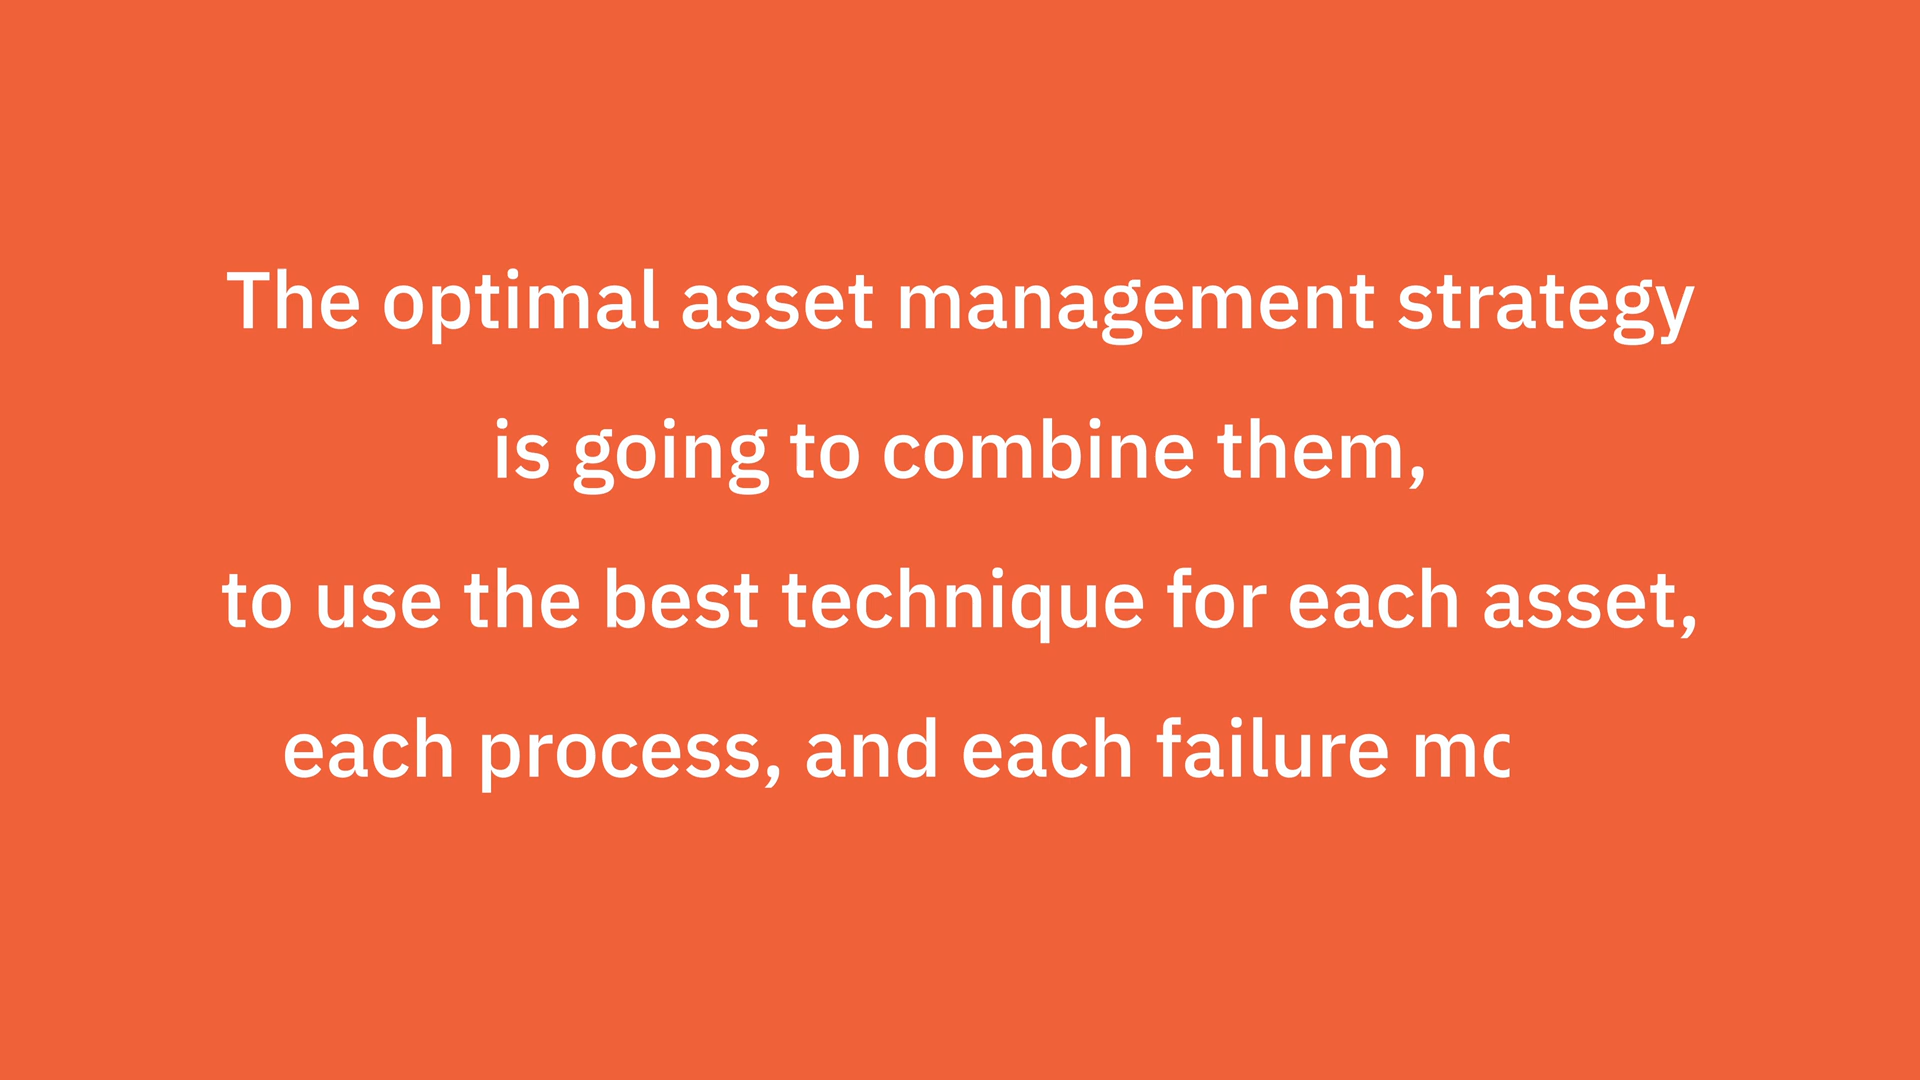 The optimal asset management strategy
is going to combine them,
to use the best technique for each asset,
each process, and each failure